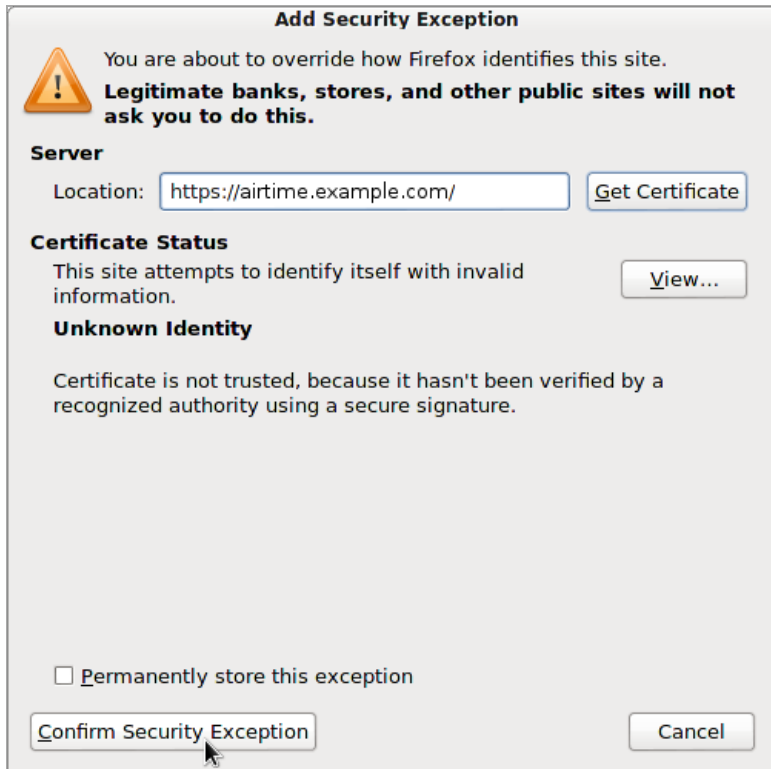 Add Security Exception
You are about to override how Firefox identifies this site.
Legitimate banks, stores, and other public sites will not
ask you to do this.
Server
Location: https://airtime.example.com/ Get Certificate
Certificate Status
This site attempts to identify itself with invalid
information.
View...
Unknown Identity
Certificate is not trusted, because it hasn't been verified by a
recognized authority using a secure signature.
Permanently store this exception
Confirm Security Exception Cancel